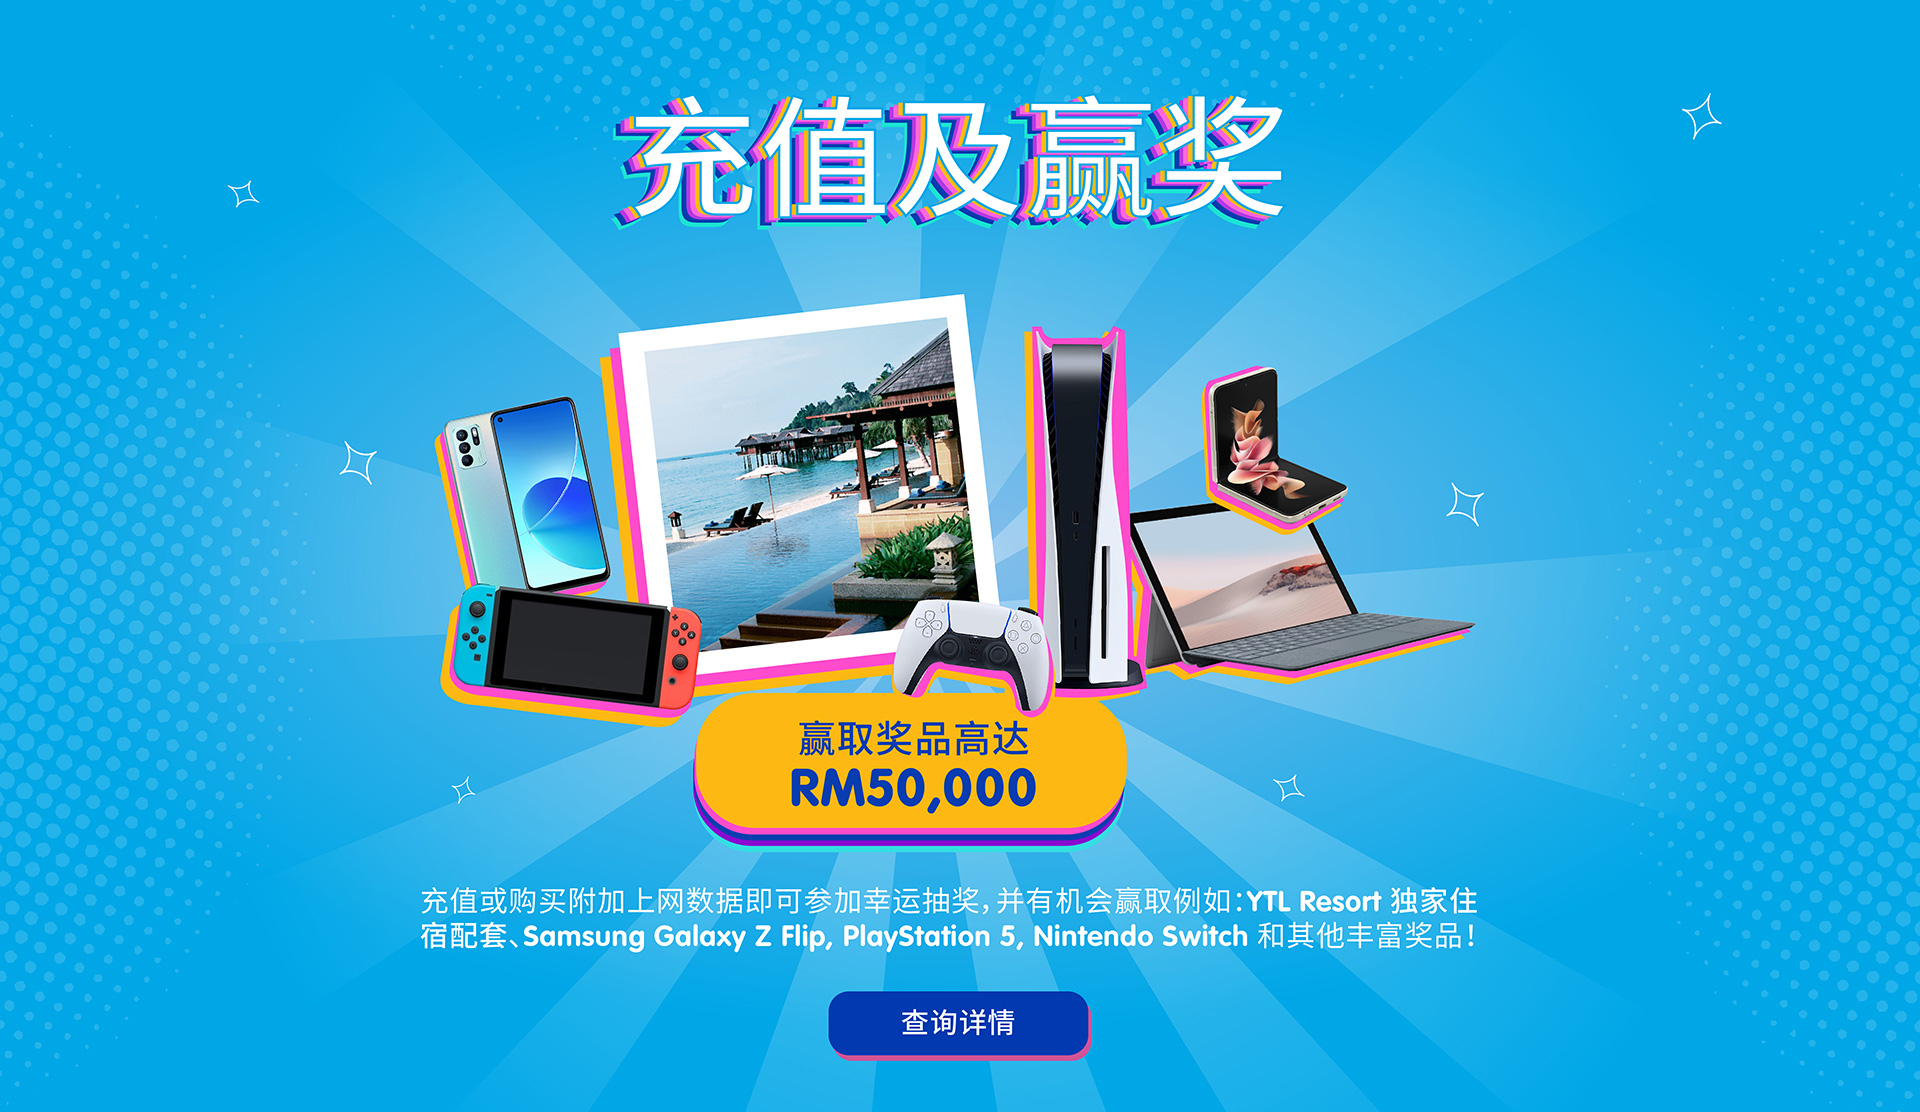 充值及赢奖
赢取奖品高达
RM50,000
充值或购买附加上网数据即可参加幸运抽奖，并有机会赢取例如：YTL Resort 独家住
宿配套、Samsung Galaxy Z Flip, PlayStation 5, Nintendo Switch 和其他丰富奖品！
查询详情